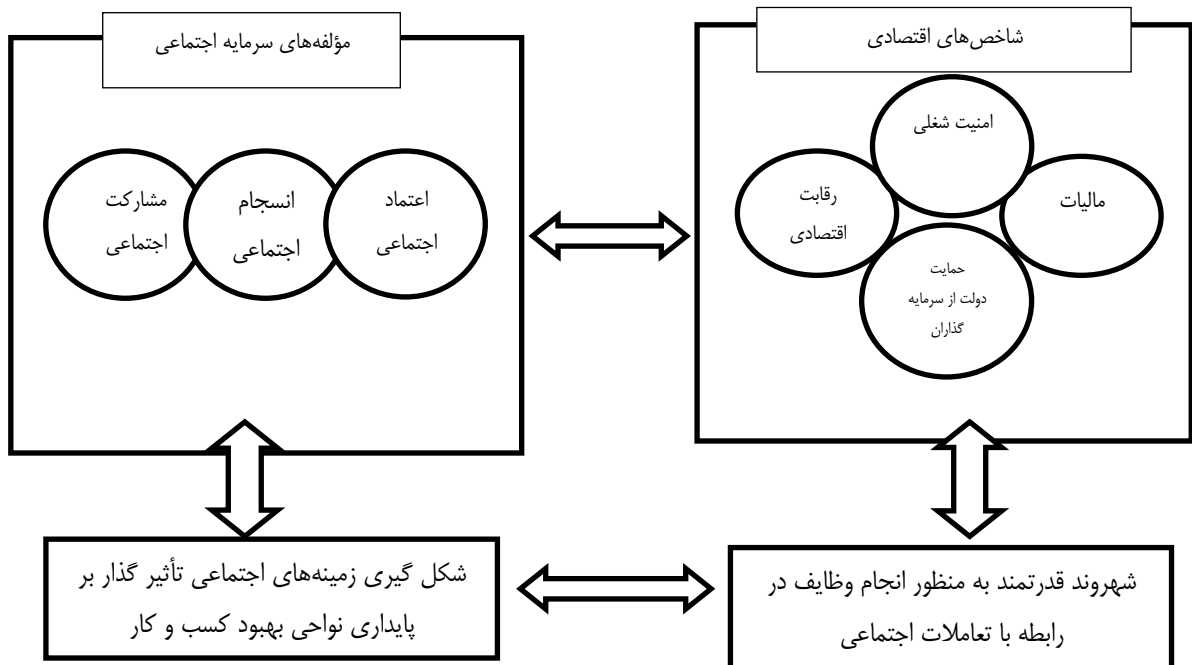 شاخص‌های اقتصادی
امنیت شغلی
مالیات
رقابت
اقتصادی
حمایت
دولت از سرمایه
گذاران
مؤلفه‌های سرمایه اجتماعی
اعتماد
اجتماعی
انسجام
اجتماعی
مشارکت
اجتماعی
شهروند قدرتمند به منظور انجام وظایف در
رابطه با تعاملات اجتماعی
شکل گیری زمینه‌های اجتماعی تأثیر گذار بر
پایداری نواحی بهبود کسب و کار